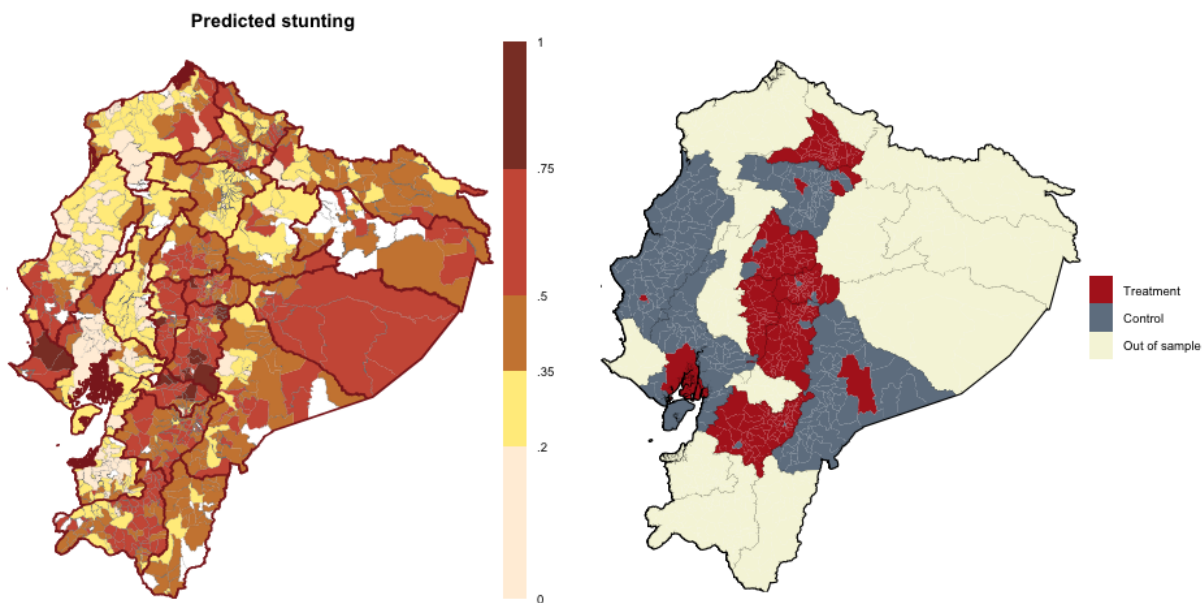 Predicted stunting
1
.75
.5
.35
.2
0
Treatment
Control
Out of sample